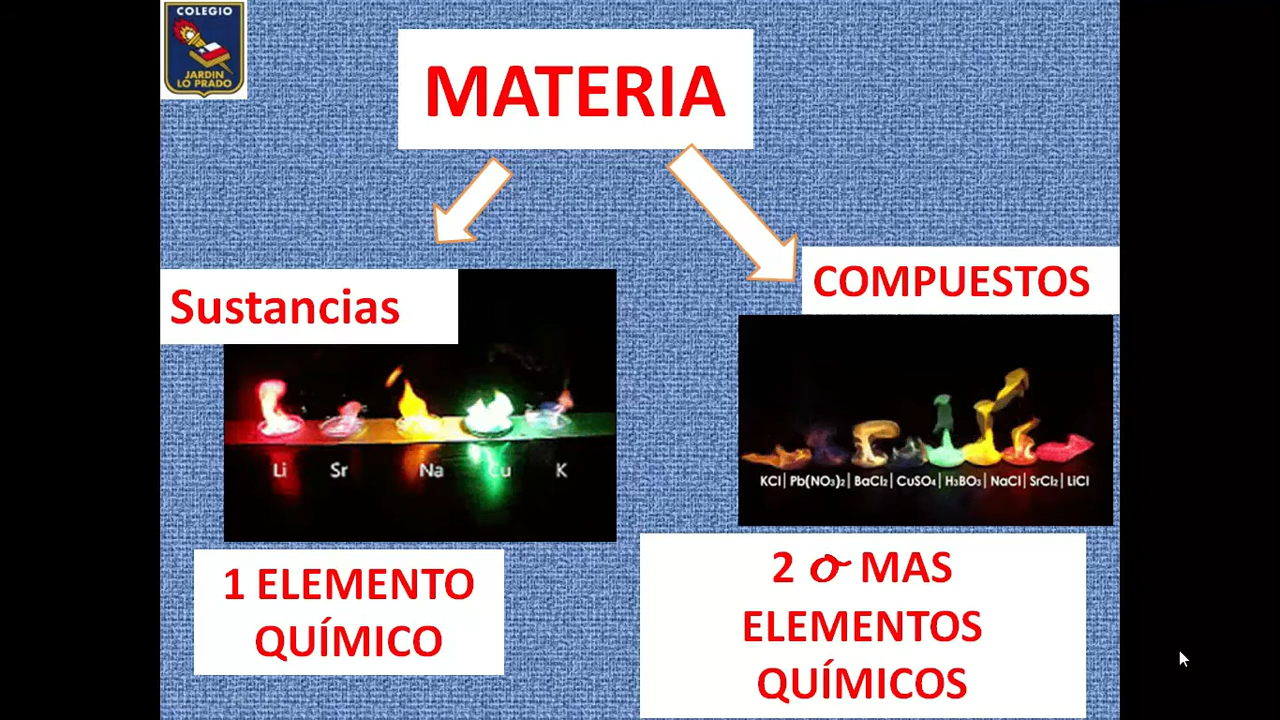 COLEGIO
JARDIN
LO PRADO
MATERIA
Sustancias
COMPUESTOS
Li Sr Na Cu K
KCl| Pb(NO₃)₂| BaCl₂| CuSO₄| H₃BO₃| NaCl| SrCl₂| LiCl
1 ELEMENTO
QUÍMICO
2 o MAS
ELEMENTOS
QUÍMICOS